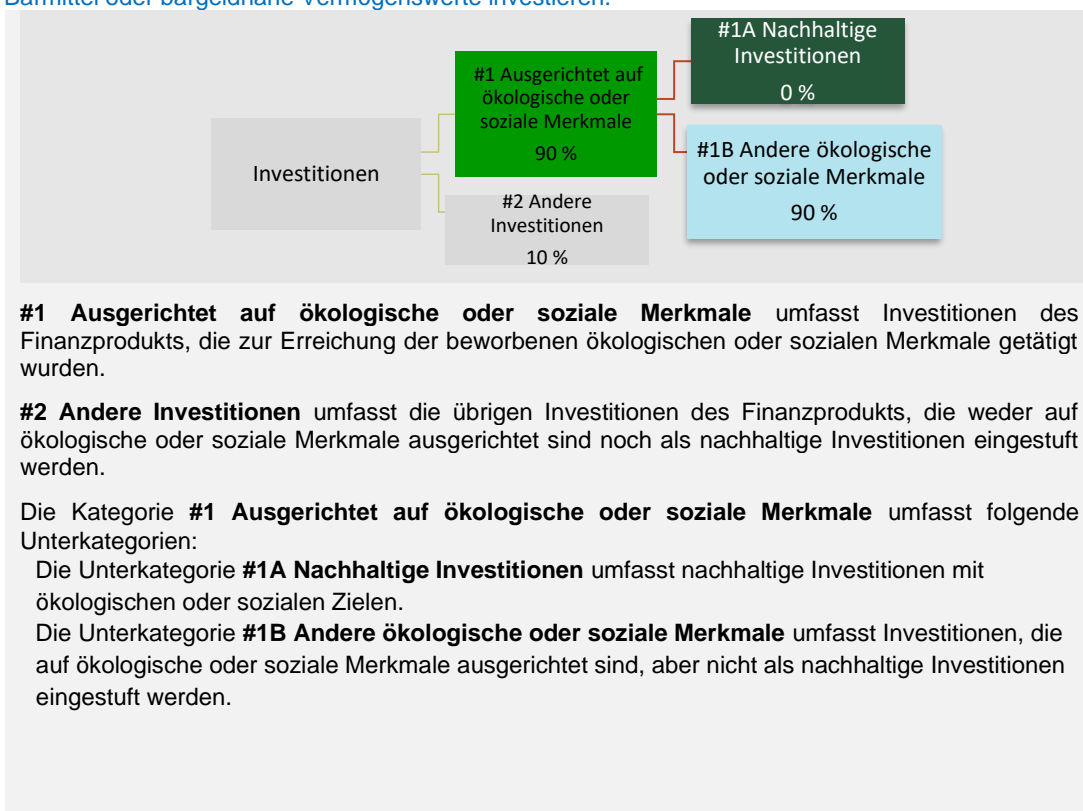 Barmittel oder bargeldnahe Vermögenswerte investieren.
#1A Nachhaltige
Investitionen
0 %
#1 Ausgerichtet auf
ökologische oder
soziale Merkmale
90 %
#1B Andere ökologische
oder soziale Merkmale
90 %
Investitionen
#2 Andere
Investitionen
10 %
#1 Ausgerichtet auf ökologische oder soziale Merkmale umfasst Investitionen des
Finanzprodukts, die zur Erreichung der beworbenen ökologischen oder sozialen Merkmale getätigt
wurden.
#2 Andere Investitionen umfasst die übrigen Investitionen des Finanzprodukts, die weder auf
ökologische oder soziale Merkmale ausgerichtet sind noch als nachhaltige Investitionen eingestuft
werden.
Die Kategorie #1 Ausgerichtet auf ökologische oder soziale Merkmale umfasst folgende
Unterkategorien:
Die Unterkategorie #1A Nachhaltige Investitionen umfasst nachhaltige Investitionen mit
ökologischen oder sozialen Zielen.
Die Unterkategorie #1B Andere ökologische oder soziale Merkmale umfasst Investitionen, die
auf ökologische oder soziale Merkmale ausgerichtet sind, aber nicht als nachhaltige Investitionen
eingestuft werden.